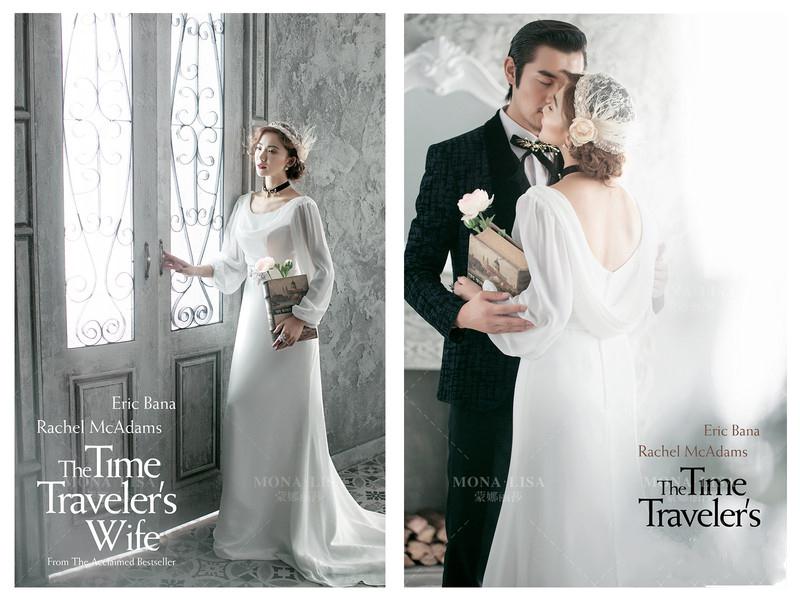 Eric Bana
Rachel McAdams
The Time
Traveler's
Wife
From The Acclaimed Bestseller
MONA·LISA
蒙娜丽莎
Eric Bana
Rachel McAdams
The Time
Traveler's
MONA·LISA
蒙娜丽莎